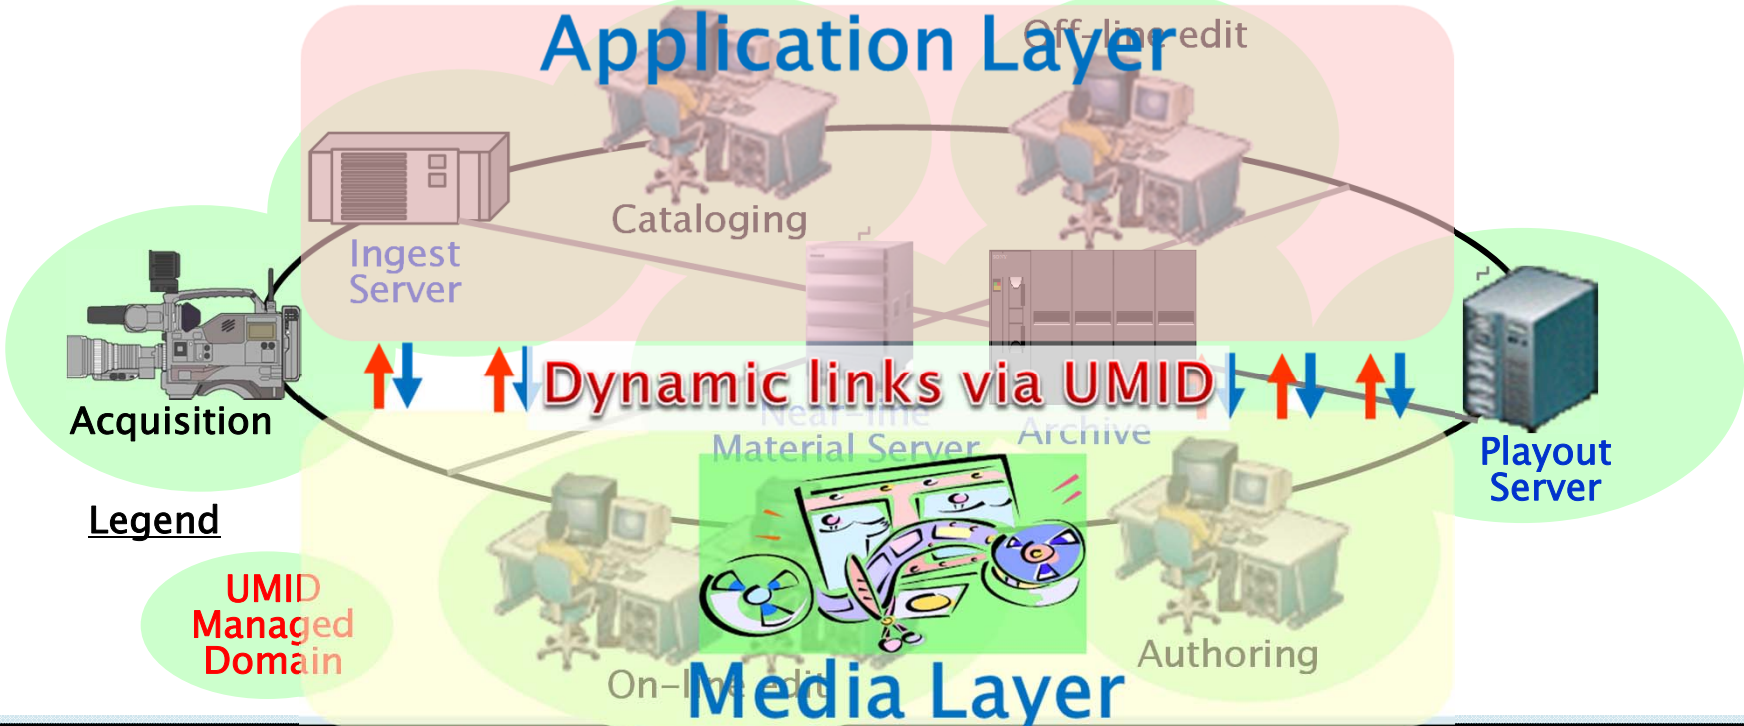 Application Layer
Off-line edit
Cataloging
Ingest
Server
Dynamic links via UMID
Near-line
Material Server
Archive
Acquisition
Playout
Server
Legend
UMID
Managed
Domain
Authoring
On-line edit
Media Layer